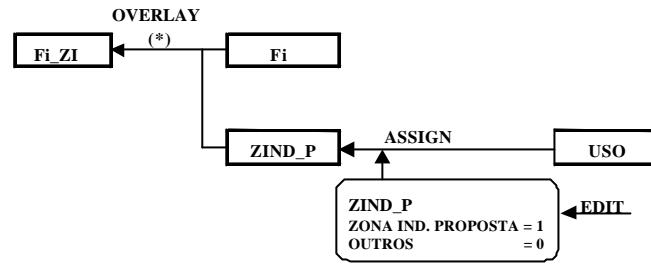 OVERLAY
(*)
Fi_ZI
Fi
ASSIGN
ZIND_P
USO
ZIND_P
EDIT
ZONA IND. PROPOSTA = 1
OUTROS = 0